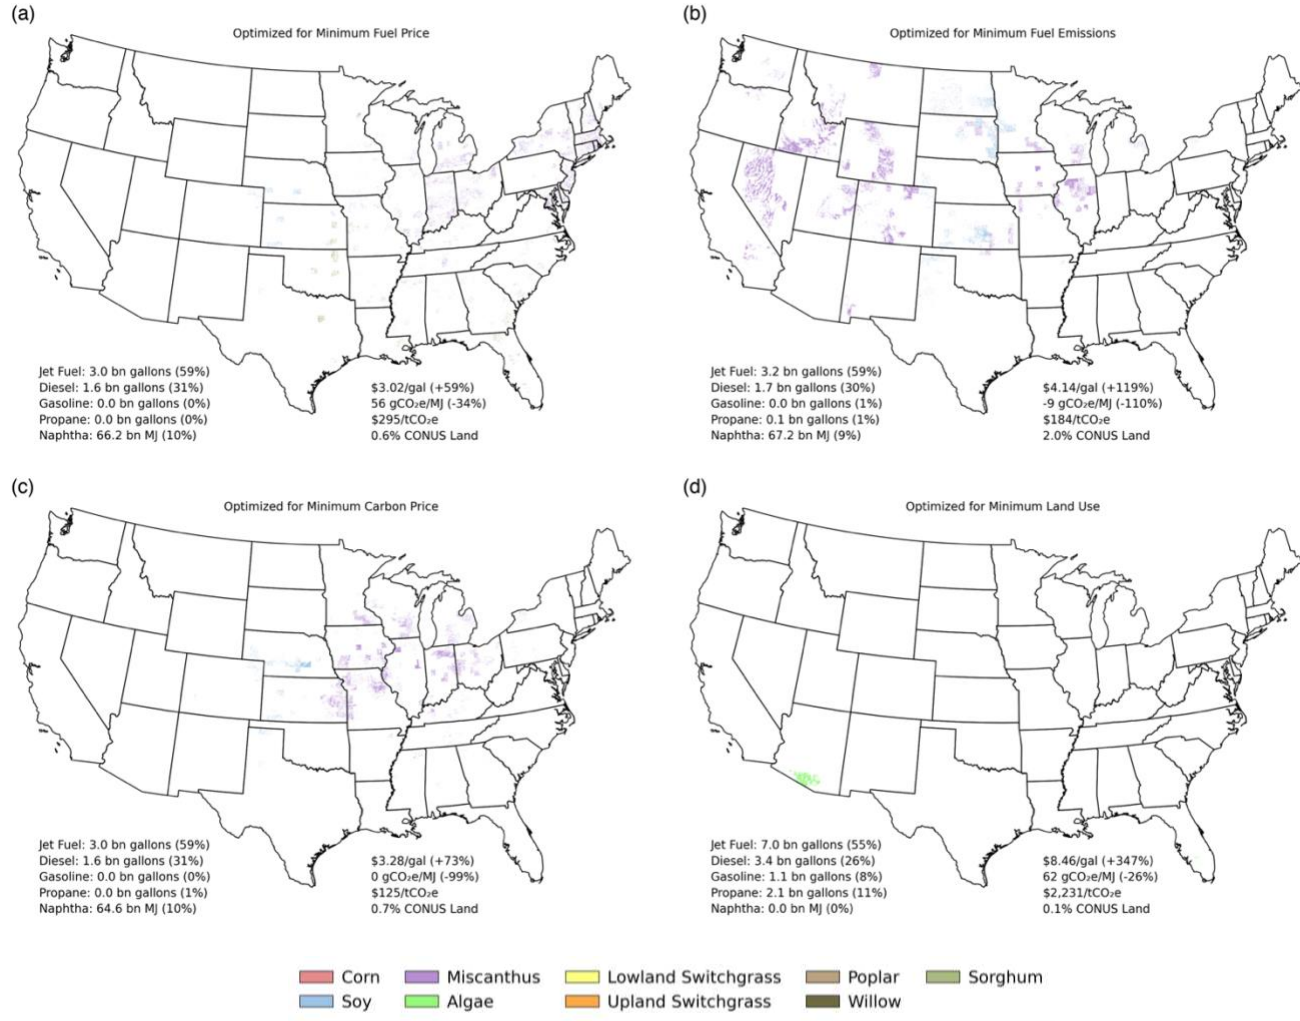 (a)
Optimized for Minimum Fuel Price
Jet Fuel: 3.0 bn gallons (59%)
Diesel: 1.6 bn gallons (31%)
Gasoline: 0.0 bn gallons (0%)
Propane: 0.0 bn gallons (0%)
Naphtha: 66.2 bn MJ (10%)
$3.02/gal (+59%)
56 gCO₂e/MJ (-34%)
$295/tCO₂e
0.6% CONUS Land
(b)
Optimized for Minimum Fuel Emissions
Jet Fuel: 3.2 bn gallons (59%)
Diesel: 1.7 bn gallons (30%)
Gasoline: 0.0 bn gallons (1%)
Propane: 0.1 bn gallons (1%)
Naphtha: 67.2 bn MJ (9%)
$4.14/gal (+119%)
-9 gCO₂e/MJ (-110%)
$184/tCO₂e
2.0% CONUS Land
(c)
Optimized for Minimum Carbon Price
Jet Fuel: 3.0 bn gallons (59%)
Diesel: 1.6 bn gallons (31%)
Gasoline: 0.0 bn gallons (0%)
Propane: 0.0 bn gallons (1%)
Naphtha: 64.6 bn MJ (10%)
$3.28/gal (+73%)
0 gCO₂e/MJ (-99%)
$125/tCO₂e
0.7% CONUS Land
(d)
Optimized for Minimum Land Use
Jet Fuel: 7.0 bn gallons (55%)
Diesel: 3.4 bn gallons (26%)
Gasoline: 1.1 bn gallons (8%)
Propane: 2.1 bn gallons (11%)
Naphtha: 0.0 bn MJ (0%)
$8.46/gal (+347%)
62 gCO₂e/MJ (-26%)
$2,231/tCO₂e
0.1% CONUS Land
Corn Miscanthus Lowland Switchgrass Poplar Sorghum
Soy Algae Upland Switchgrass Willow